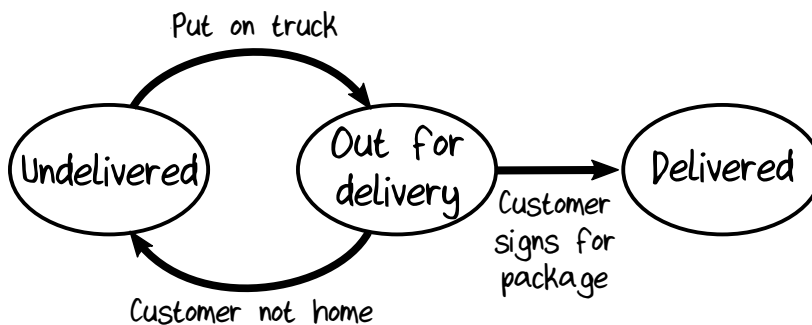 Put on truck
Undelivered
Out for
delivery
Delivered
Customer
signs for
package
Customer not home